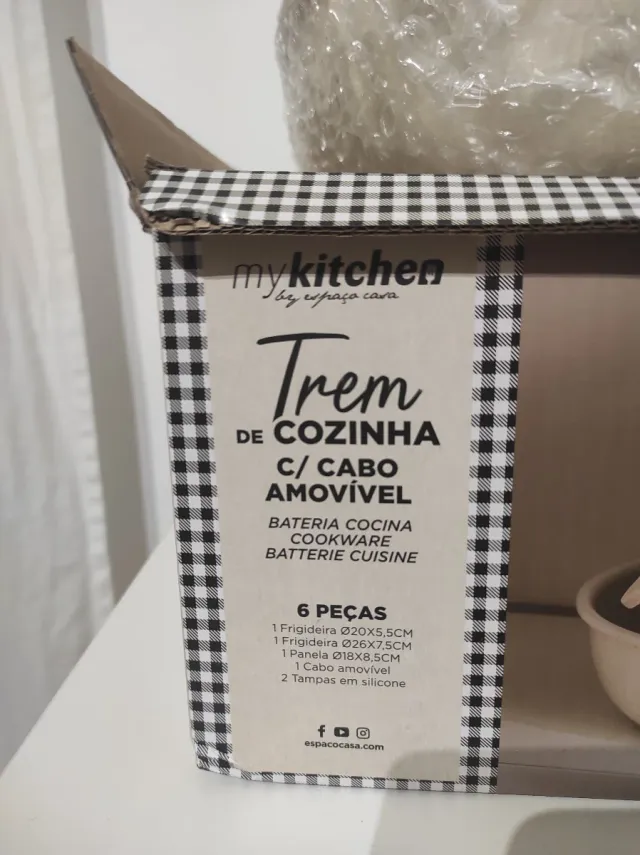 mykitchen
by espaço casa
Trem
DE COZINHA
C/ CABO
AMOVÍVEL
BATERIA COCINA
COOKWARE
BATTERIE CUISINE
6 PEÇAS
1 Frigideira Ø20X5,5CM
1 Frigideira Ø26X7,5CM
1 Panela Ø18X8,5CM
1 Cabo amovível
2 Tampas em silicone
espacocasa.com